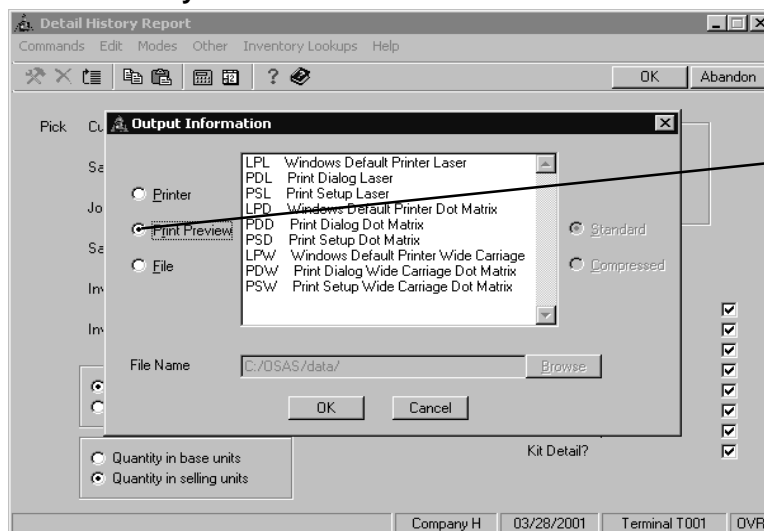 Detail History Report
Commands Edit Modes Other Inventory Lookups Help
OK Abandon
Pick
Output Information
LPL Windows Default Printer Laser
PDL Print Dialog Laser
PSL Print Setup Laser
LPD Windows Default Printer Dot Matrix
PDD Print Dialog Dot Matrix
PSD Print Setup Dot Matrix
LPW Windows Default Printer Wide Carriage
PDW Print Dialog Wide Carriage Dot Matrix
PSW Print Setup Wide Carriage Dot Matrix
Printer
Print Preview
File
Standard
Compressed
File Name C:/OSAS/data/ Browse
OK Cancel
Kit Detail?
Quantity in base units
Quantity in selling units
Company H 03/28/2001 Terminal T001 OVR